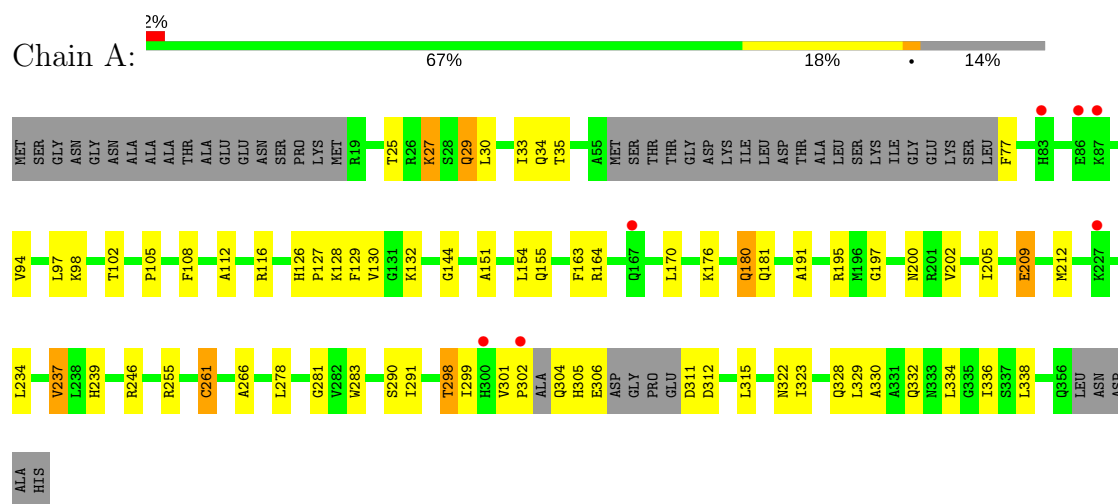 2%
Chain A:
67% 18% • 14%
MET SER GLY ASN GLY ASN ALA ALA ALA THR ALA GLU GLU ASN SER PRO LYS MET R19 T25 R26 K27 S28 Q29 L30 I33 Q34 T35 A55 MET SER THR THR GLY ASP LYS ILE LEU ASP THR ALA LEU SER LYS ILE GLY GLU LYS SER LEU F77 H83 E86 K87
V94 L97 K98 T102 P105 F108 A112 R116 H126 P127 K128 F129 V130 G131 K132 G144 A151 L154 Q155 F163 R164 Q167 L170 K176 Q180 Q181 A191 R195 M196 G197 N200 R201 V202 I205 E209 M212 K227
L234 V237 L238 H239 R246 R255 C261 A266 L278 G281 V282 W283 S290 I291 T298 I299 H300 V301 P302 ALA Q304 H305 E306 ASP GLY PRO GLU D311 D312 L315 N322 I323 Q328 L329 A330 A331 Q332 N333 L334 G335 I336 S337 L338 Q356 LEU ASN ASP
ALA HIS